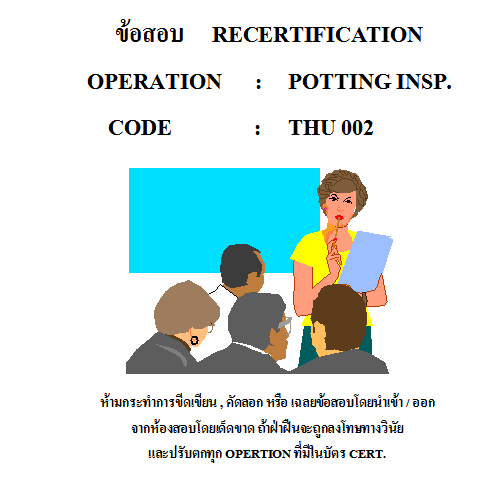 ข้อสอบ RECERTIFICATION
OPERATION : POTTING INSP.
CODE : THU 002
ห้ามกระทำการขีดเขียน , คัดลอก หรือ เฉลยข้อสอบโดยนำเข้า / ออก
จากห้องสอบโดยเด็ดขาด ถ้าฝ่าฝืนจะถูกลงโทษทางวินัย
และปรับตกทุก OPERTION ที่มีในบัตร CERT.